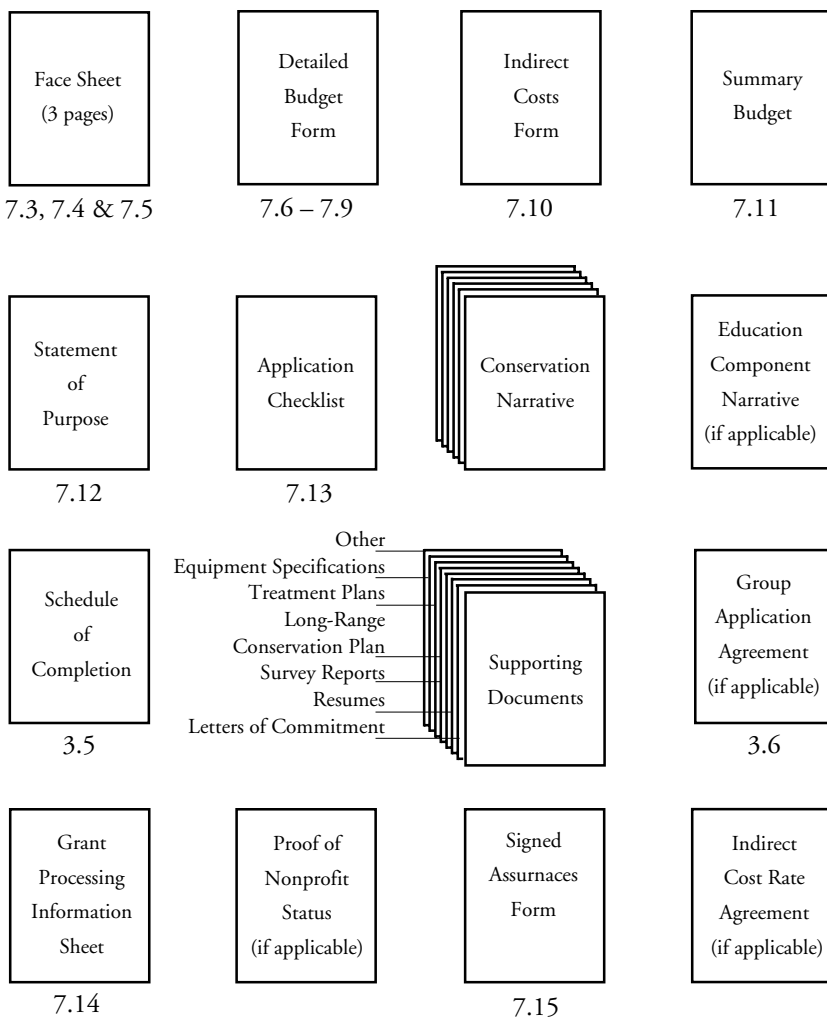 Face Sheet
(3 pages)
7.3, 7.4 & 7.5
Detailed
Budget
Form
7.6 – 7.9
Indirect
Costs
Form
7.10
Summary
Budget
7.11
Statement
of
Purpose
7.12
Application
Checklist
7.13
Conservation
Narrative
Education
Component
Narrative
(if applicable)
Schedule
of
Completion
3.5
Other
Equipment Specifications
Treatment Plans
Long-Range
Conservation Plan
Survey Reports
Resumes
Letters of Commitment
Supporting
Documents
Group
Application
Agreement
(if applicable)
3.6
Grant
Processing
Information
Sheet
7.14
Proof of
Nonprofit
Status
(if applicable)
Signed
Assurnaces
Form
7.15
Indirect
Cost Rate
Agreement
(if applicable)